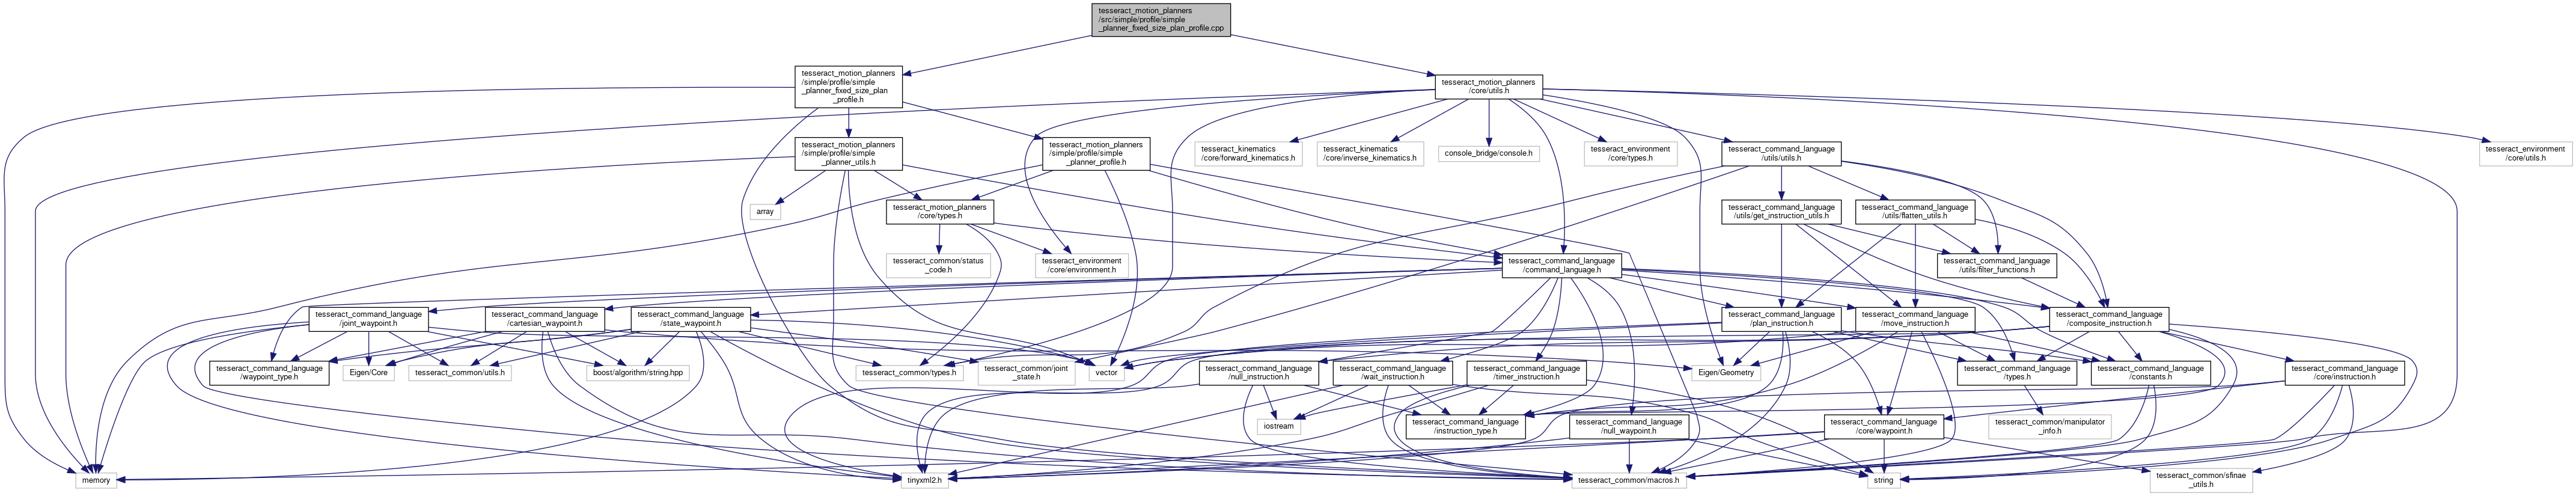 tesseract_motion_planners
/src/simple/profile/simple
_planner_fixed_size_plan_profile.cpp
tesseract_motion_planners
/simple/profile/simple
_planner_fixed_size_plan
_profile.h
tesseract_motion_planners
/core/utils.h
tesseract_motion_planners
/simple/profile/simple
_planner_utils.h
tesseract_motion_planners
/simple/profile/simple
_planner_profile.h
tesseract_kinematics
/core/forward_kinematics.h
tesseract_kinematics
/core/inverse_kinematics.h
console_bridge/console.h
tesseract_environment
/core/types.h
tesseract_command_language
/utils/utils.h
tesseract_environment
/core/utils.h
array
tesseract_motion_planners
/core/types.h
tesseract_command_language
/utils/get_instruction_utils.h
tesseract_command_language
/utils/flatten_utils.h
tesseract_common/status
_code.h
tesseract_environment
/core/environment.h
tesseract_command_language
/command_language.h
tesseract_command_language
/utils/filter_functions.h
tesseract_command_language
/joint_waypoint.h
tesseract_command_language
/cartesian_waypoint.h
tesseract_command_language
/state_waypoint.h
tesseract_command_language
/plan_instruction.h
tesseract_command_language
/move_instruction.h
tesseract_command_language
/composite_instruction.h
tesseract_command_language
/waypoint_type.h
Eigen/Core
tesseract_common/utils.h
boost/algorithm/string.hpp
tesseract_common/types.h
tesseract_common/joint
_state.h
vector
tesseract_command_language
/null_instruction.h
tesseract_command_language
/wait_instruction.h
tesseract_command_language
/timer_instruction.h
Eigen/Geometry
tesseract_command_language
/types.h
tesseract_command_language
/constants.h
tesseract_command_language
/core/instruction.h
iostream
tesseract_command_language
/instruction_type.h
tesseract_command_language
/null_waypoint.h
tesseract_command_language
/core/waypoint.h
tesseract_common/manipulator
_info.h
memory
tinyxml2.h
tesseract_common/macros.h
string
tesseract_common/sfinae
_utils.h